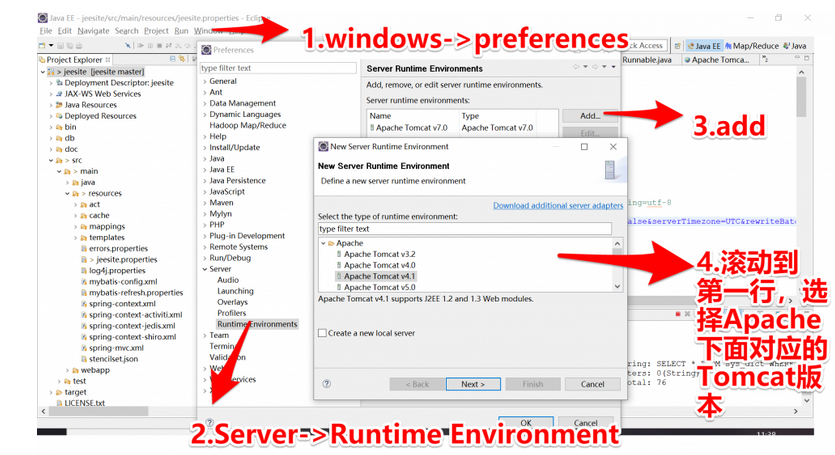 Java EE - jeesite/src/main/resources/jeesite.properties - Eclipse
File Edit Navigate Search Project Run Window
1.windows->preferences
Quick Access
Java EE Map/Reduce Java
Project Explorer
Preferences
Runnable.java
Apache Tomca...
> jeesite [jeesite master]
Deployment Descriptor: jeesite
JAX-WS Web Services
Java Resources
Deployed Resources
bin
db
doc
> src
> main
java
> resources
act
cache
mappings
templates
errors.properties
> jeesite.properties
log4j.properties
mybatis-config.xml
mybatis-refresh.properties
spring-context.xml
spring-context-activiti.xml
spring-context-jedis.xml
spring-context-shiro.xml
spring-mvc.xml
stencilset.json
webapp
test
target
LICENSE.txt
type filter text
General
Ant
Data Management
Dynamic Languages
Hadoop Map/Reduce
Help
Install/Update
Java
Java EE
Java Persistence
JavaScript
Maven
Mylyn
PHP
Plug-in Development
Remote Systems
Run/Debug
Server
Audio
Launching
Overlays
Profilers
Runtime Environments
Team
Server Runtime Environments
Add, remove, or edit server runtime environments.
Server runtime environments:
Name Type
Apache Tomcat v7.0 Apache Tomcat v7.0
Add...
Edit...
3.add
New Server Runtime Environment
New Server Runtime Environment
Define a new server runtime environment
Download additional server adapters
Select the type of runtime environment:
type filter text
Apache
Apache Tomcat v3.2
Apache Tomcat v4.0
Apache Tomcat v4.1
Apache Tomcat v5.0
Apache Tomcat v4.1 supports J2EE 1.2 and 1.3 Web modules.
Create a new local server
< Back Next > Finish Cancel
ing=utf-8
alse&serverTimezone=UTC&rewriteBatc
4.滚动到
第一行，选
择Apache
下面对应的
Tomcat版
本
ring: SELECT *
ters: 0(String)
otal: 76
OK Cancel
2.Server->Runtime Environment
11:38